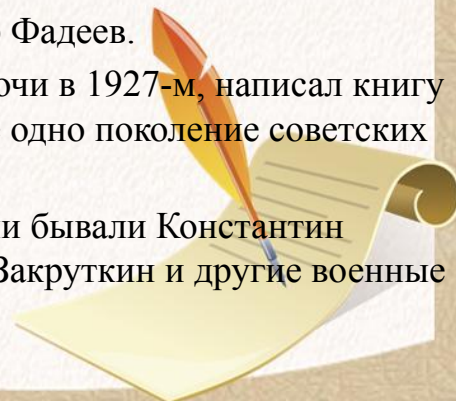 Фадеев.
очи в 1927-м, написал книгу
одно поколение советских
и бывали Константин
Закруткин и другие военные